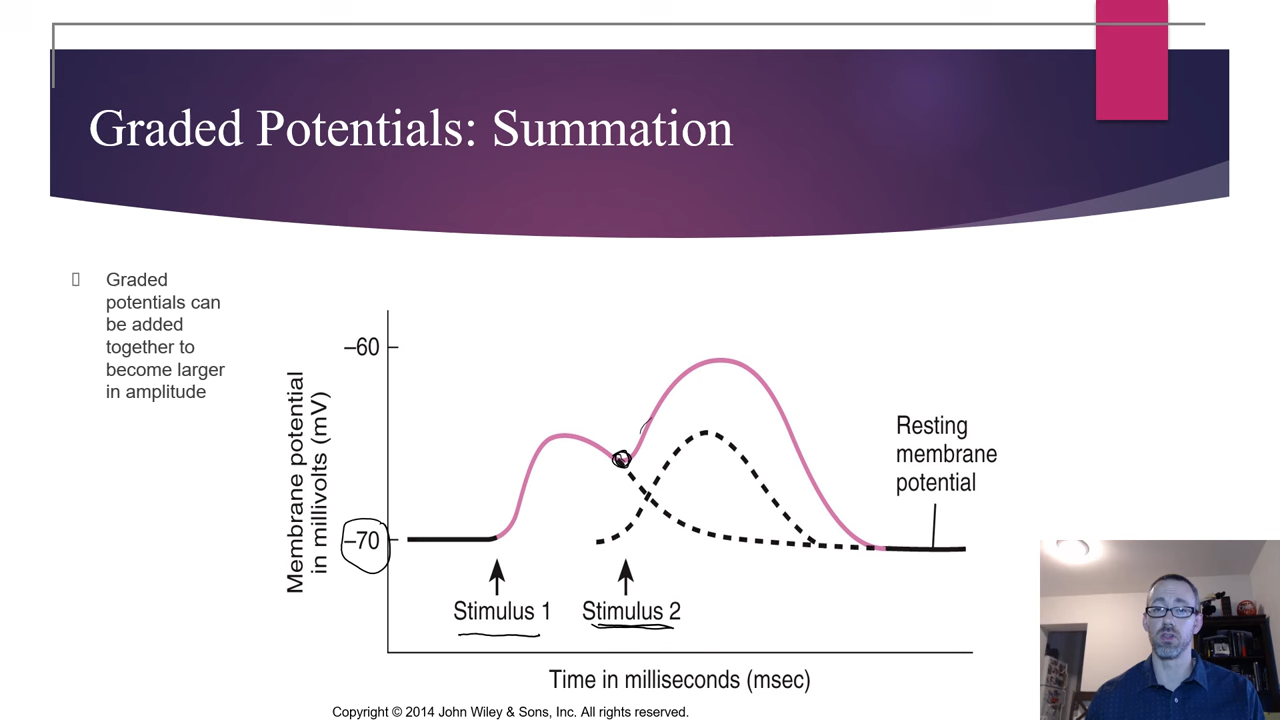 Graded Potentials: Summation
Graded
potentials can
be added
together to
become larger
in amplitude
Membrane potential
in millivolts (mV)
–60
–70
Resting
membrane
potential
Stimulus 1
Stimulus 2
Time in milliseconds (msec)
Copyright © 2014 John Wiley & Sons, Inc. All rights reserved.